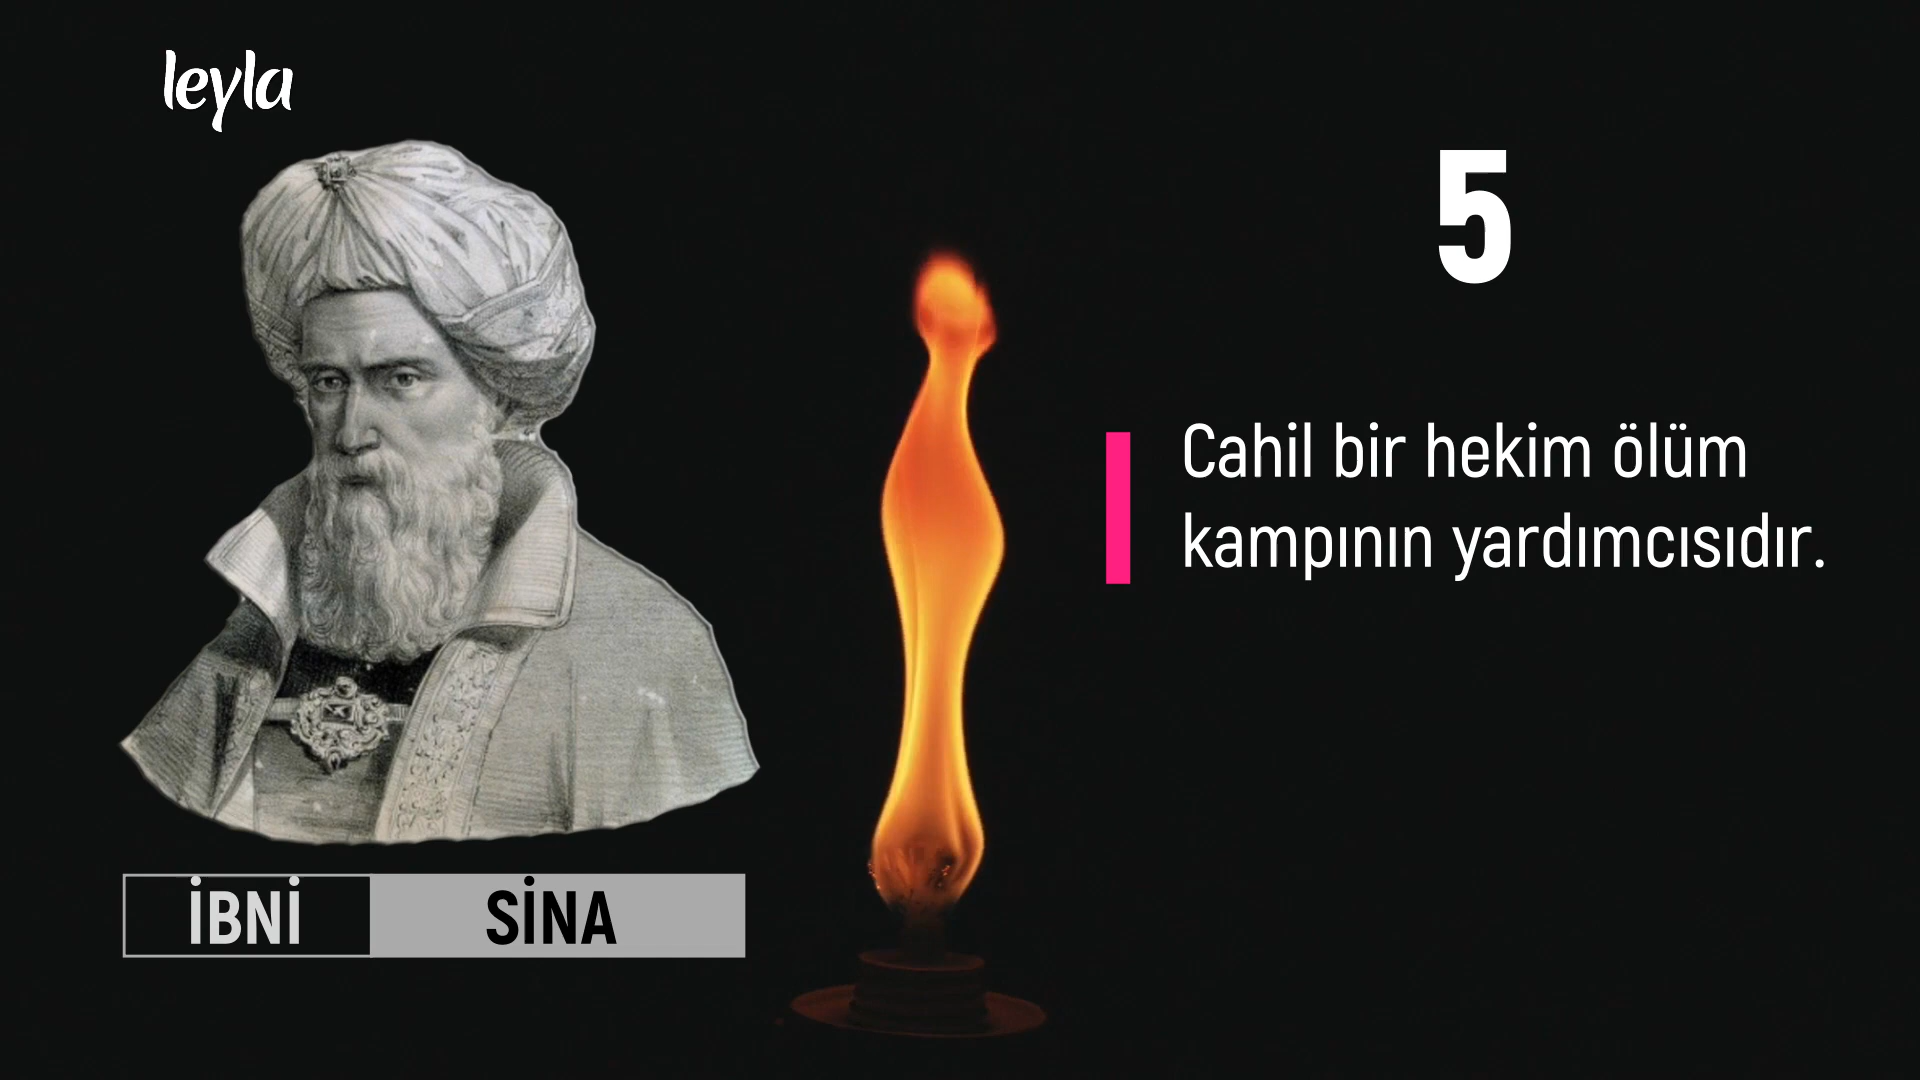 leyla
5
Cahil bir hekim ölüm
kampının yardımcısıdır.
İBNİ SİNA